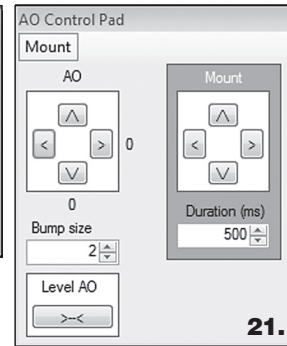 AO Control Pad
Mount
AO
Mount
<
>
0
<
>
0
Bump size
2
Duration (ms)
500
Level AO
>--<
21.